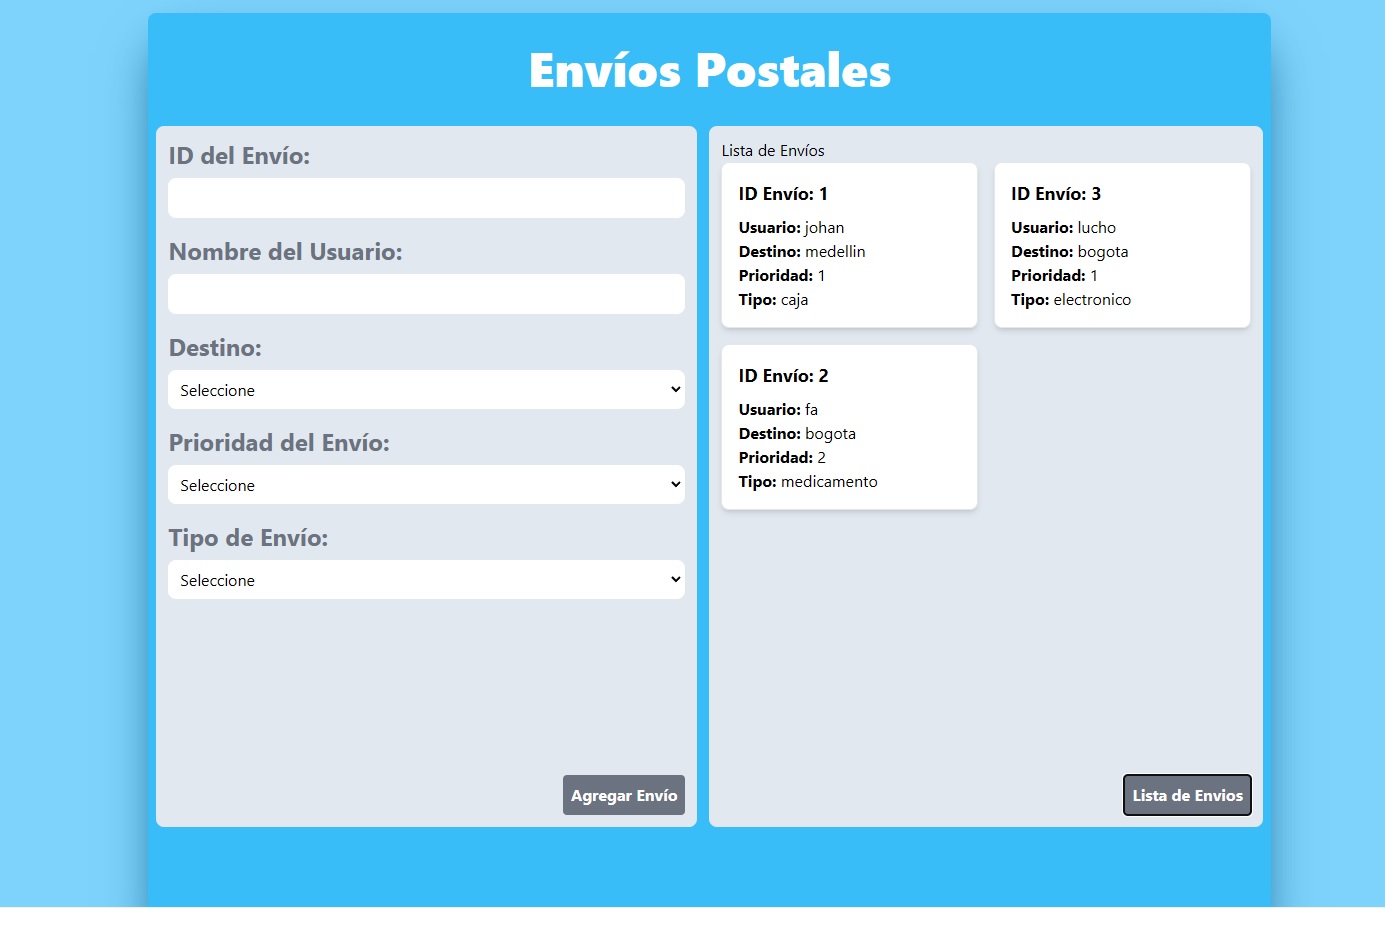 Envíos Postales
ID del Envío:
Nombre del Usuario:
Destino:
Seleccione
Prioridad del Envío:
Seleccione
Tipo de Envío:
Seleccione
Agregar Envío
Lista de Envíos
ID Envío: 1
Usuario: johan
Destino: medellin
Prioridad: 1
Tipo: caja
ID Envío: 3
Usuario: lucho
Destino: bogota
Prioridad: 1
Tipo: electronico
ID Envío: 2
Usuario: fa
Destino: bogota
Prioridad: 2
Tipo: medicamento
Lista de Envios